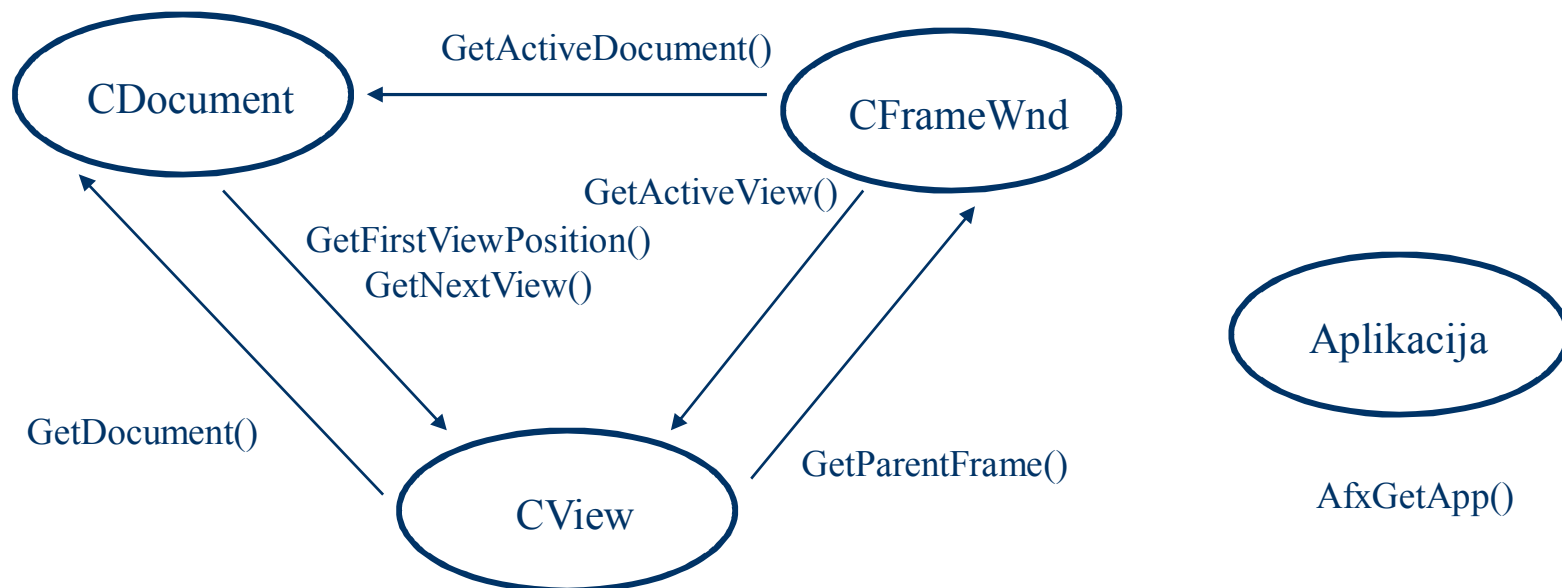 GetActiveDocument()
CDocument
CFrameWnd
GetActiveView()
GetFirstViewPosition()
GetNextView()
Aplikacija
GetDocument()
GetParentFrame()
AfxGetApp()
CView